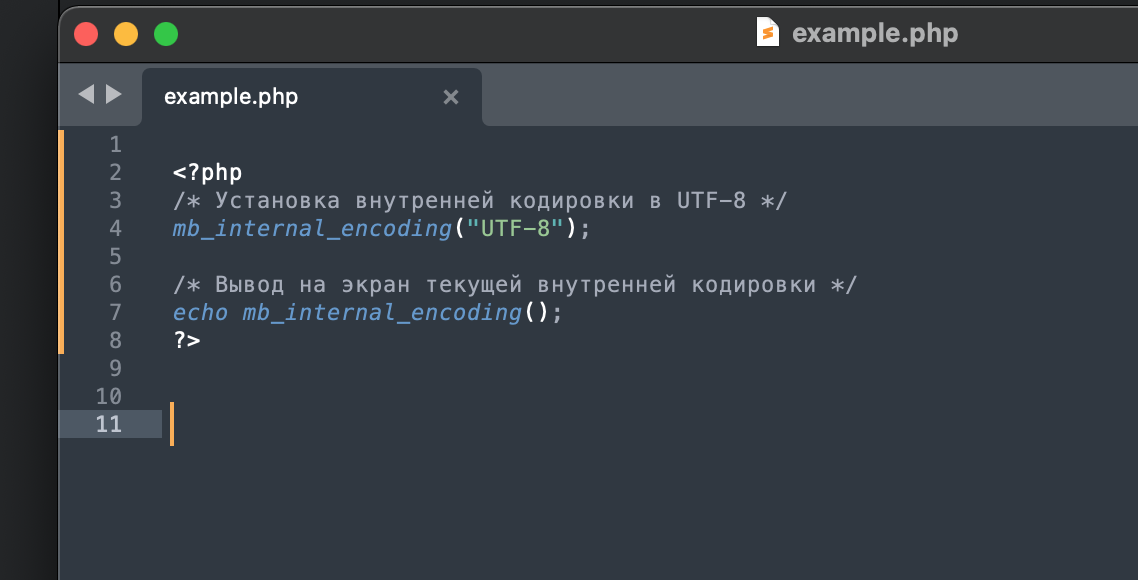 example.php
example.php
1
2 <?php
3 /* Установка внутренней кодировки в UTF-8 */
4 mb_internal_encoding("UTF-8");
5
6 /* Вывод на экран текущей внутренней кодировки */
7 echo mb_internal_encoding();
8 ?>
9
10
11